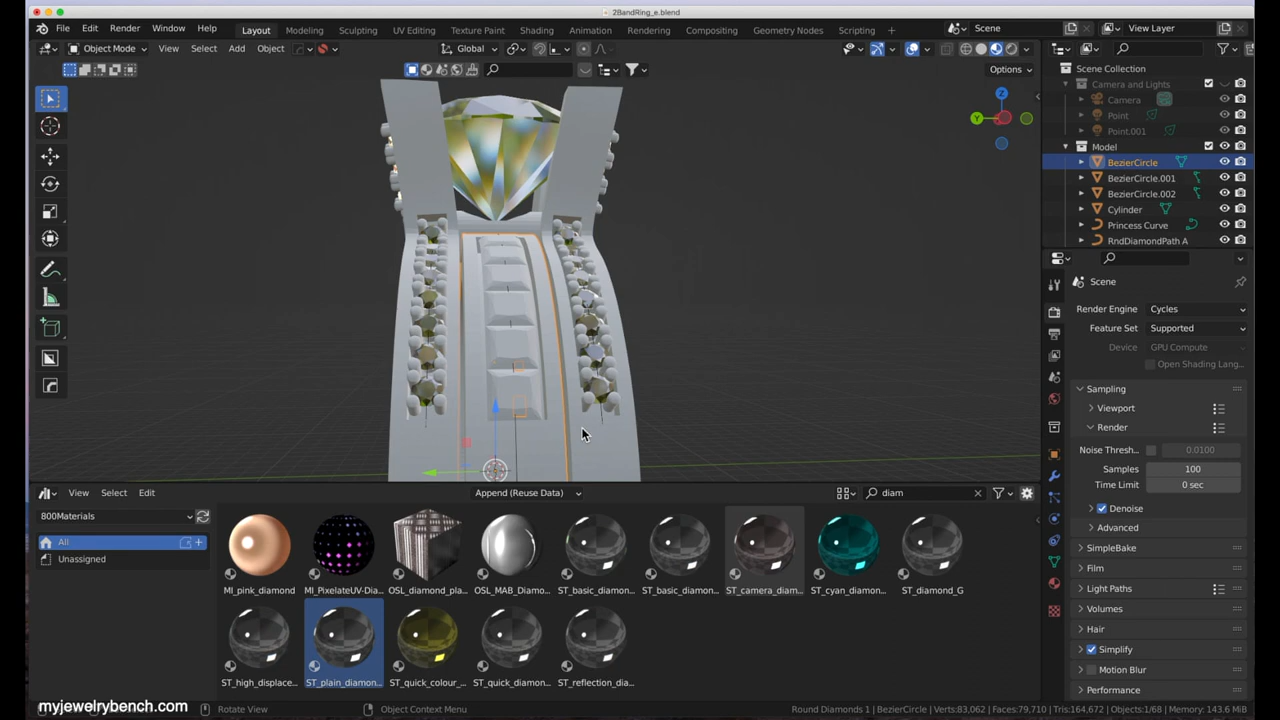 2BandRing_e.blend
File Edit Render Window Help Layout Modeling Sculpting UV Editing Texture Paint Shading Animation Rendering Compositing Geometry Nodes Scripting + Scene View Layer
Object Mode View Select Add Object Global
Options
Scene Collection
Camera and Lights
Camera
Point
Point.001
Model
BezierCircle
BezierCircle.001
BezierCircle.002
Cylinder
Princess Curve
RndDiamondPath A
Z
Y
Scene
Render Engine Cycles
Feature Set Supported
Device GPU Compute
Open Shading Lang...
Sampling
Viewport
Render
Noise Thresh... 0.0100
Samples 100
Time Limit 0 sec
Denoise
Advanced
SimpleBake
Film
Light Paths
Volumes
Hair
Simplify
Motion Blur
Performance
View Select Edit Append (Reuse Data) diam
800Materials
All
Unassigned
MI_pink_diamond MI_PixelateUV-Dia... OSL_diamond_pla... OSL_MAB_Diamo... ST_basic_diamon... ST_basic_diamon... ST_camera_diam... ST_cyan_diamon... ST_diamond_G
ST_high_displace... ST_plain_diamon... ST_quick_colour_... ST_quick_diamon... ST_reflection_dia...
myjewelrybench.com Rotate View Object Context Menu Round Diamonds 1 | BezierCircle | Verts:83,062 | Faces:79,710 | Tris:164,672 | Objects:1/68 | Memory: 143.6 MiB